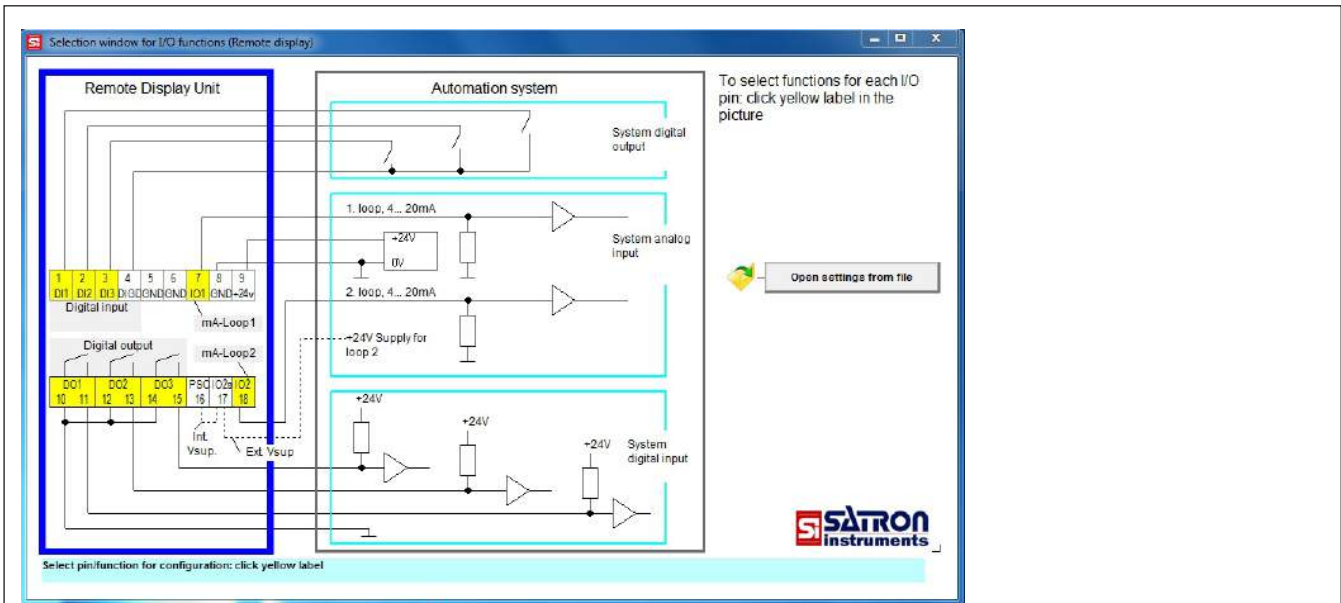 Selection window for I/O functions (Remote display)
Remote Display Unit
Automation system
To select functions for each I/O
pin: click yellow label in the
picture
System digital
output
1. loop, 4... 20mA
+24V
0V
System analog
input
Open settings from file
1 2 3 4 5 6 7 8 9
DI1 DI2 DI3 DIGD GND GND IO1 GND +24v
Digital input
mA-Loop1
2. loop, 4... 20mA
+24V Supply for
loop 2
Digital output
mA-Loop2
DO1 DO2 DO3 PSO IO2s IO2
10 11 12 13 14 15 16 17 18
Int.
Vsup.
Ext. Vsup
+24V
+24V
+24V
System
digital input
Si SATRON
instruments
Select pin/function for configuration: click yellow label